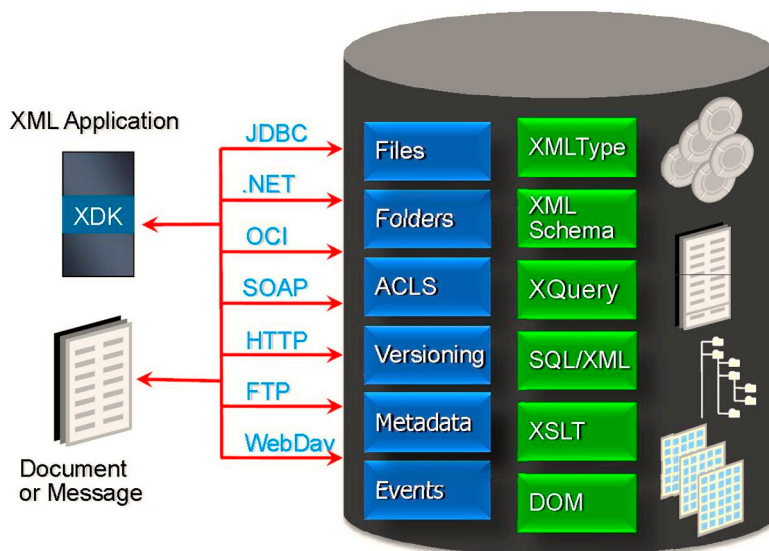 XML Application
XDK
Document
or Message
JDBC
.NET
OCI
SOAP
HTTP
FTP
WebDav
Files
Folders
ACLS
Versioning
Metadata
Events
XMLType
XML
Schema
XQuery
SQL/XML
XSLT
DOM